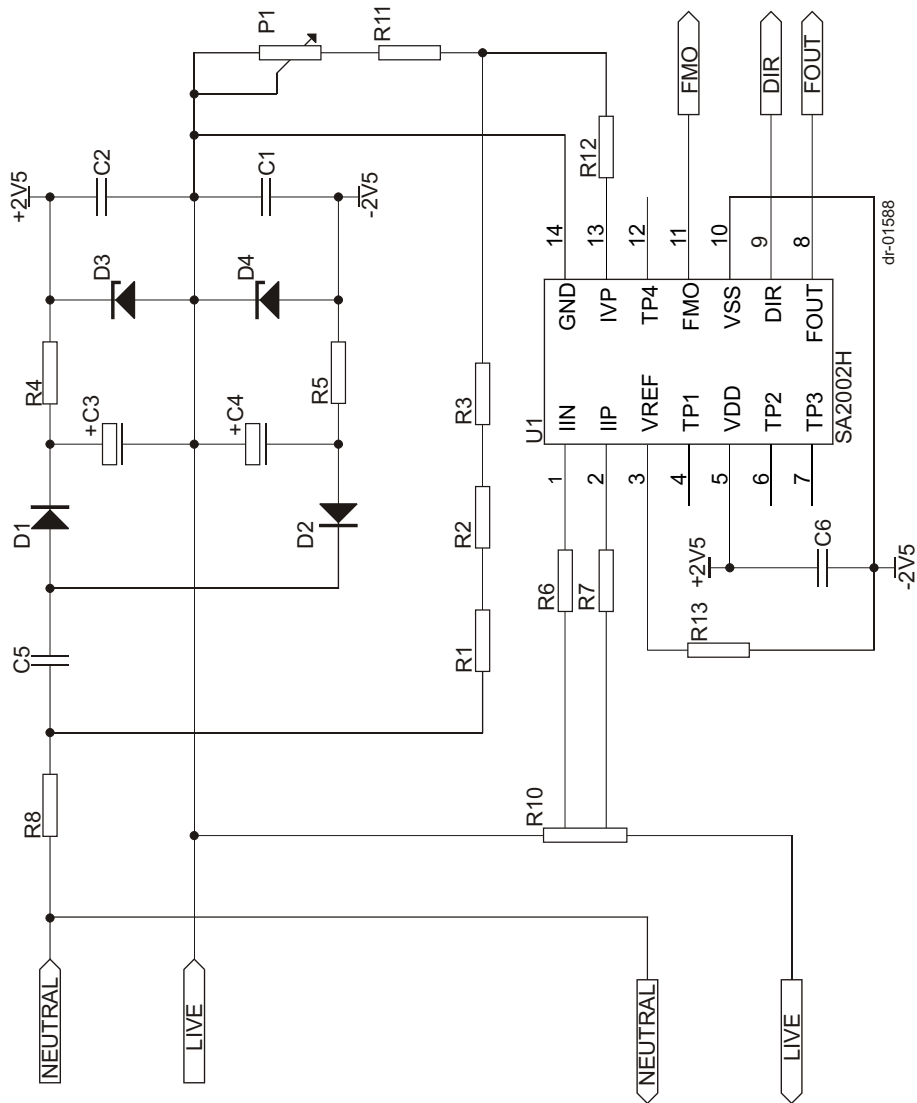 NEUTRAL
LIVE
NEUTRAL
LIVE
R8
C5
D1
D2
R4
R5
+C3
+C4
D3
D4
+2V5
-2V5
C2
C1
P1
R11
R12
R1
R2
R3
R10
R6
R7
R13
+2V5
-2V5
C6
U1
SA2002H
1 IIN
2 IIP
3 VREF
4 TP1
5 VDD
6 TP2
7 TP3
GND 14
IVP 13
TP4 12
FMO 11
VSS 10
DIR 9
FOUT 8
FMO
DIR
FOUT
dr-01588